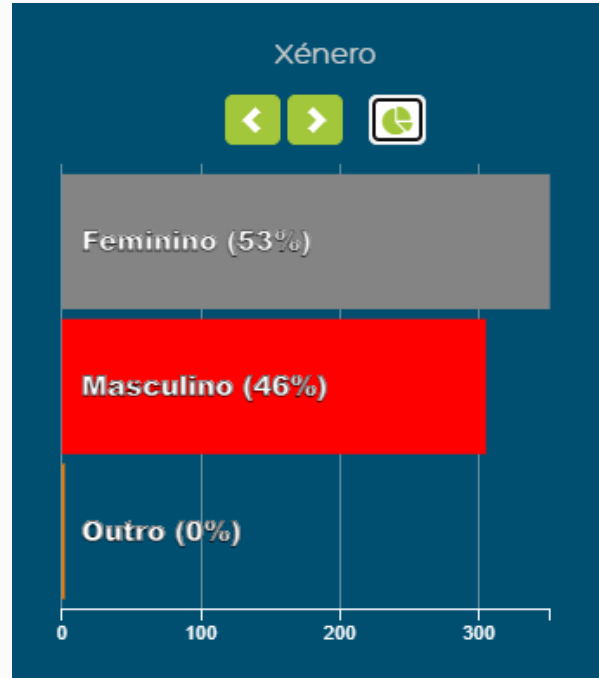 Xénero
Feminino (53%)
Masculino (46%)
Outro (0%)
0 100 200 300